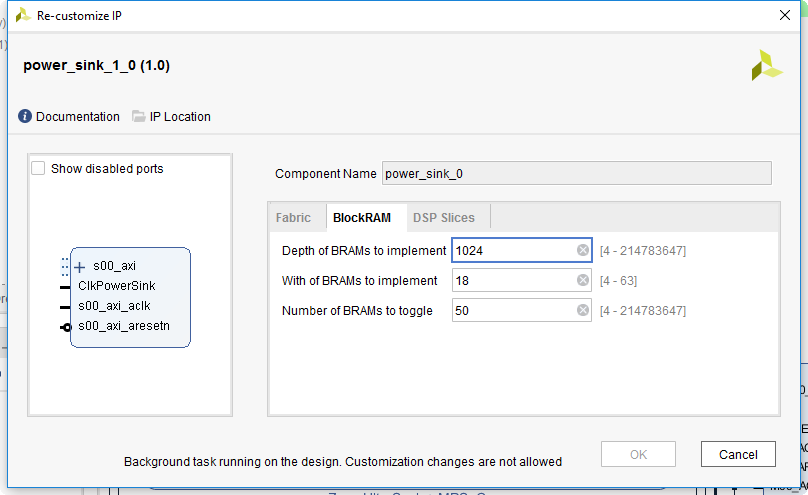 Re-customize IP
power_sink_1_0 (1.0)
Documentation IP Location
Show disabled ports
s00_axi
ClkPowerSink
s00_axi_aclk
s00_axi_aresetn
Component Name power_sink_0
Fabric BlockRAM DSP Slices
Depth of BRAMs to implement 1024 [4 - 214783647]
With of BRAMs to implement 18 [4 - 63]
Number of BRAMs to toggle 50 [4 - 214783647]
Background task running on the design. Customization changes are not allowed
OK Cancel